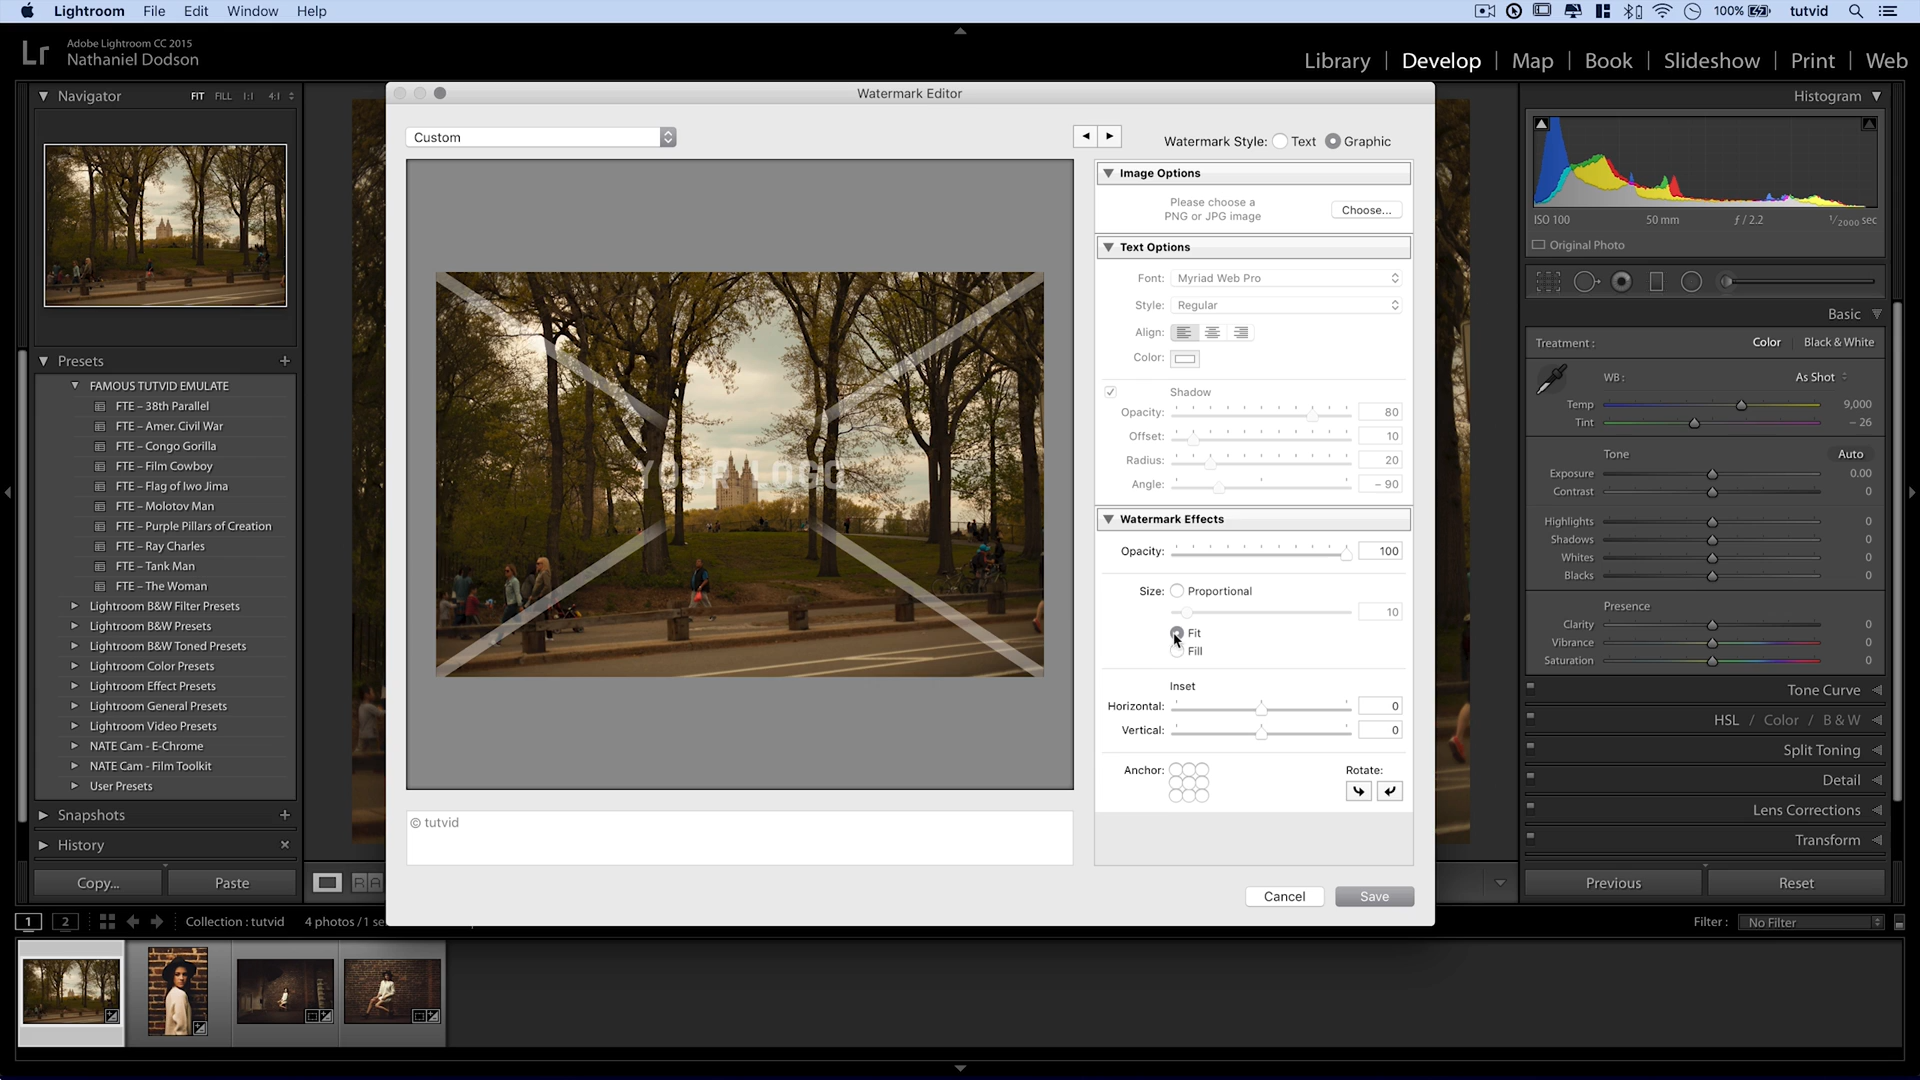 Lightroom File Edit Window Help
100% tutvid
Lr Adobe Lightroom CC 2015
Nathaniel Dodson
Library | Develop | Map | Book | Slideshow | Print | Web
Navigator FIT FILL 1:1 4:1
Presets +
FAMOUS TUTVID EMULATE
FTE – 38th Parallel
FTE – Amer. Civil War
FTE – Congo Gorilla
FTE – Film Cowboy
FTE – Flag of Iwo Jima
FTE – Molotov Man
FTE – Purple Pillars of Creation
FTE – Ray Charles
FTE – Tank Man
FTE – The Woman
Lightroom B&W Filter Presets
Lightroom B&W Presets
Lightroom B&W Toned Presets
Lightroom Color Presets
Lightroom Effect Presets
Lightroom General Presets
Lightroom Video Presets
NATE Cam - E-Chrome
NATE Cam - Film Toolkit
User Presets
Snapshots +
History ×
Copy... Paste
Watermark Editor
Custom
Watermark Style: Text Graphic
YOUR LOGO
© tutvid
Image Options
Please choose a
PNG or JPG image
Choose...
Text Options
Font: Myriad Web Pro
Style: Regular
Align:
Color:
Shadow
Opacity: 80
Offset: 10
Radius: 20
Angle: – 90
Watermark Effects
Opacity: 100
Size: Proportional
10
Fit
Fill
Inset
Horizontal: 0
Vertical: 0
Anchor: Rotate:
Cancel Save
Histogram
ISO 100 50 mm ƒ / 2.2 1/2000 sec
Original Photo
Basic
Treatment : Color Black & White
WB : As Shot
Temp 9,000
Tint – 26
Tone Auto
Exposure 0.00
Contrast 0
Highlights 0
Shadows 0
Whites 0
Blacks 0
Presence
Clarity 0
Vibrance 0
Saturation 0
Tone Curve
HSL / Color / B & W
Split Toning
Detail
Lens Corrections
Transform
Previous Reset
R A
1 2 Collection : tutvid 4 photos / 1 se
Filter : No Filter